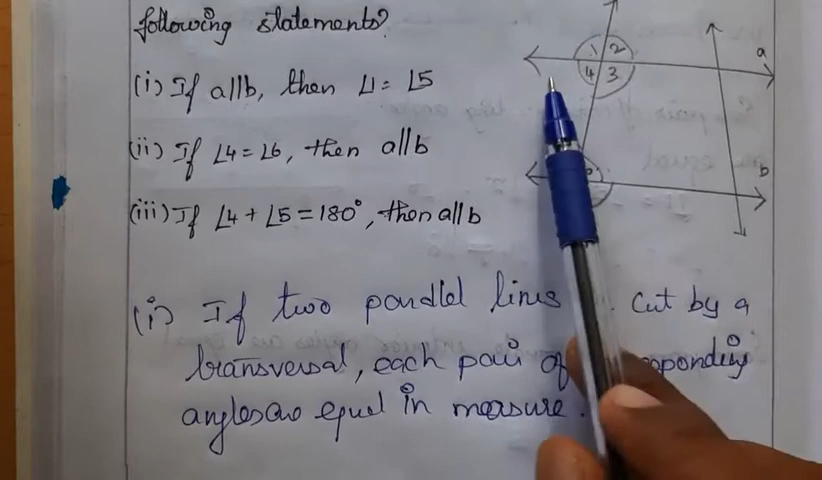 following statements?
(i) If a||b, then ∠1 = ∠5
(ii) If ∠4 = ∠6, then a||b
(iii) If ∠4 + ∠5 = 180°, then a||b
1 2
4 3
a
b
(i) If two parallel lines cut by a
transversal, each pair of
angles are equal in measure.